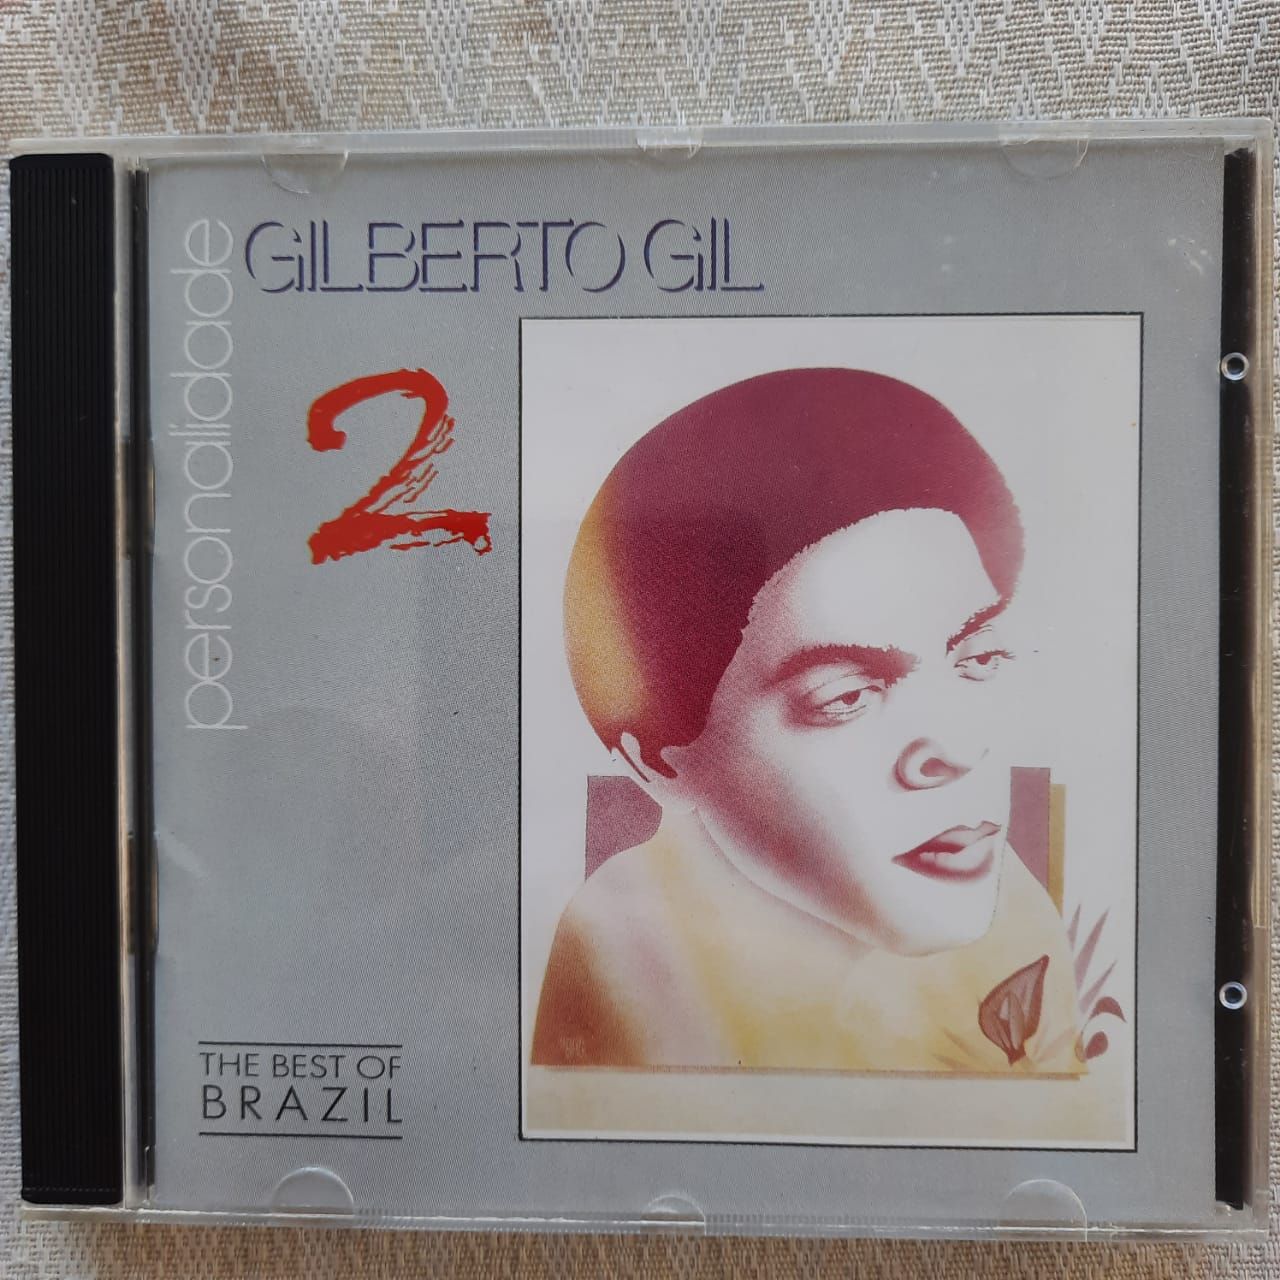 personalidade
GILBERTO GIL
2
THE BEST OF
BRAZIL